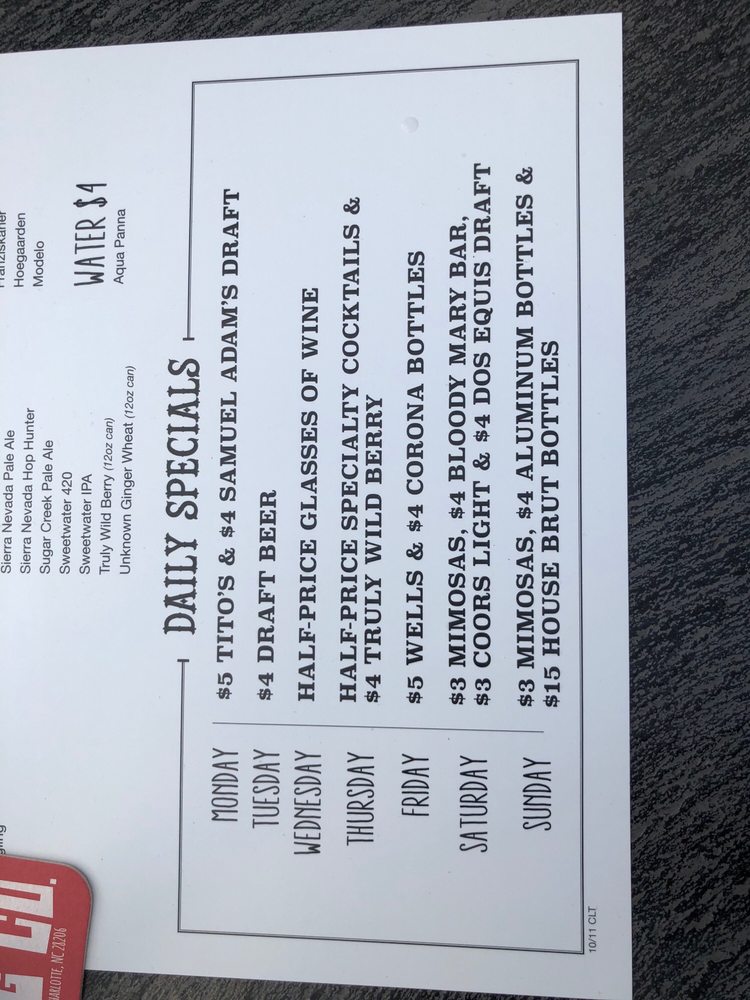 Sierra Nevada Pale Ale
Sierra Nevada Hop Hunter
Sugar Creek Pale Ale
Sweetwater 420
Sweetwater IPA
Truly Wild Berry (12oz can)
Unknown Ginger Wheat (12oz can)
Franziskaner
Hoegaarden
Modelo
WATER $4
Aqua Panna
DAILY SPECIALS
MONDAY $5 TITO'S & $4 SAMUEL ADAM'S DRAFT
TUESDAY $4 DRAFT BEER
WEDNESDAY HALF-PRICE GLASSES OF WINE
THURSDAY HALF-PRICE SPECIALTY COCKTAILS &
$4 TRULY WILD BERRY
FRIDAY $5 WELLS & $4 CORONA BOTTLES
SATURDAY $3 MIMOSAS, $4 BLOODY MARY BAR,
$3 COORS LIGHT & $4 DOS EQUIS DRAFT
SUNDAY $3 MIMOSAS, $4 ALUMINUM BOTTLES &
$15 HOUSE BRUT BOTTLES
10/11 CLT
CO.
NC 28206